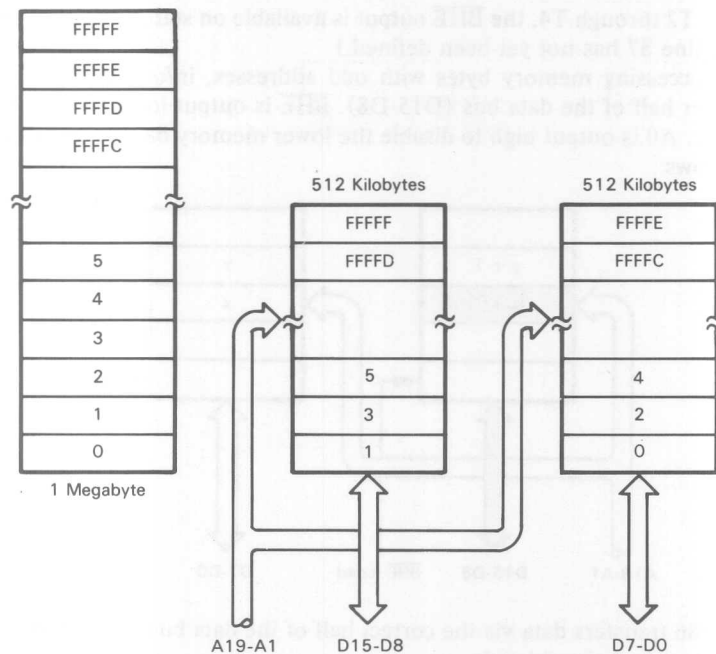 FFFFF
FFFFE
FFFFD
FFFFC
5
4
3
2
1
0
1 Megabyte
512 Kilobytes
FFFFF
FFFFD
5
3
1
512 Kilobytes
FFFFE
FFFFC
4
2
0
A19-A1
D15-D8
D7-D0